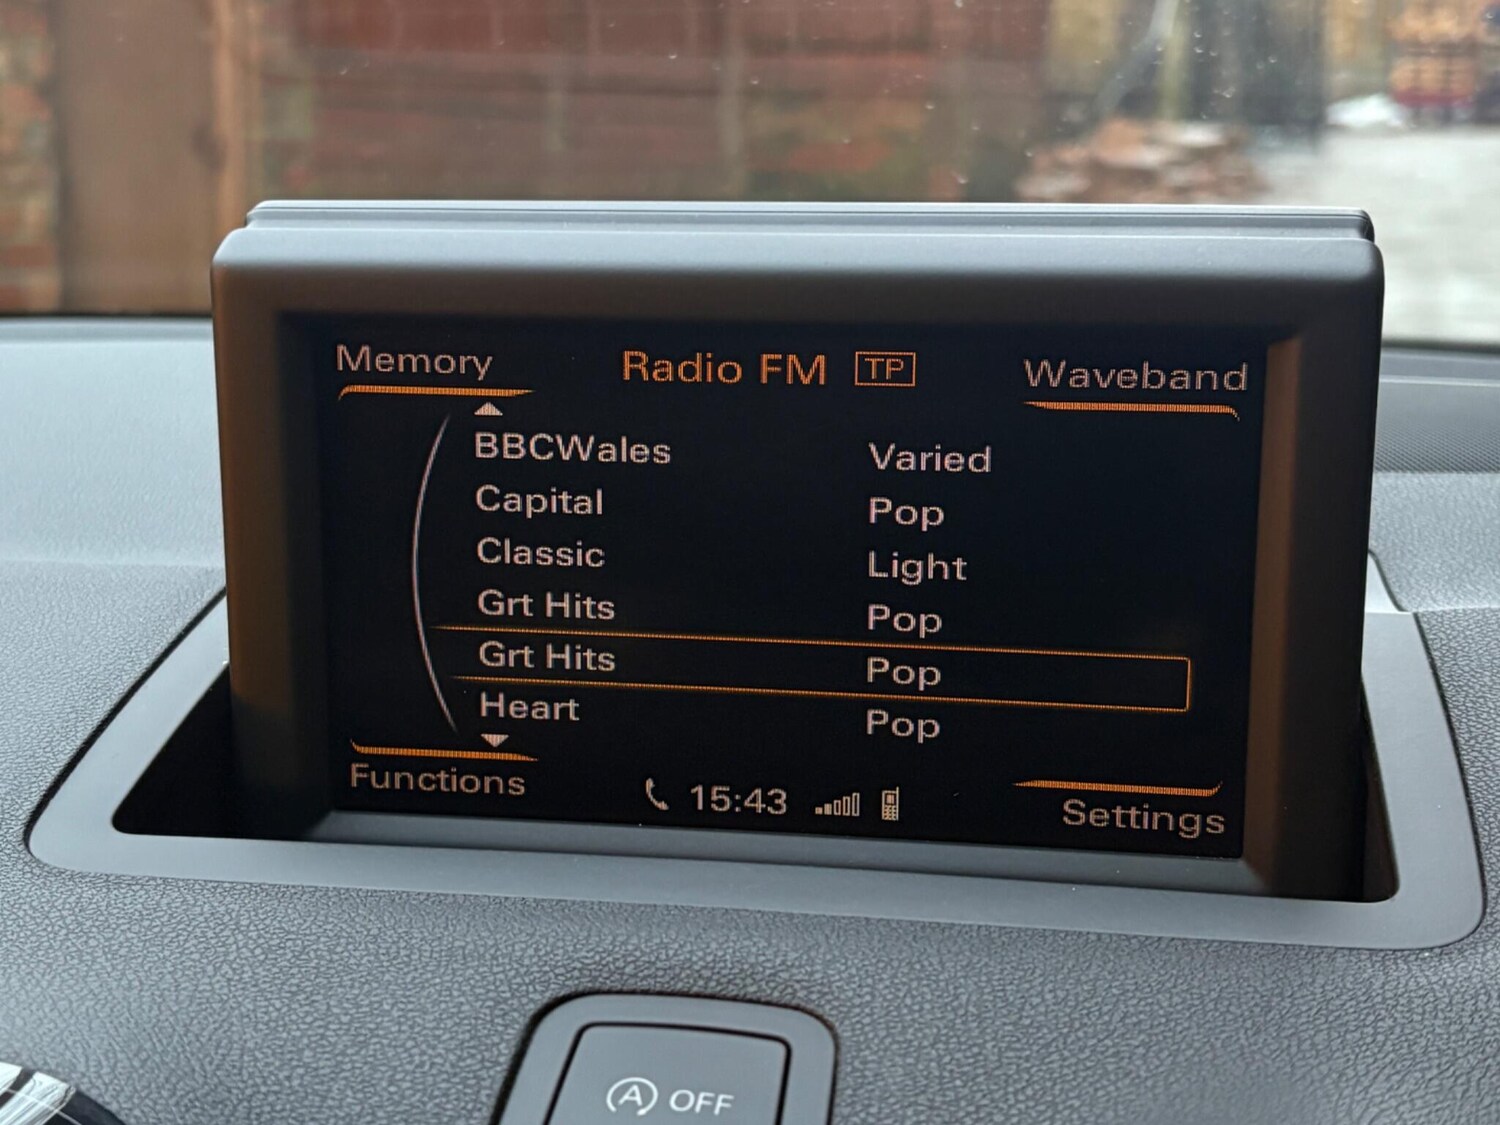 Memory Radio FM TP Waveband
BBCWales Varied
Capital Pop
Classic Light
Grt Hits Pop
Grt Hits Pop
Heart Pop
Functions 15:43 Settings
A OFF